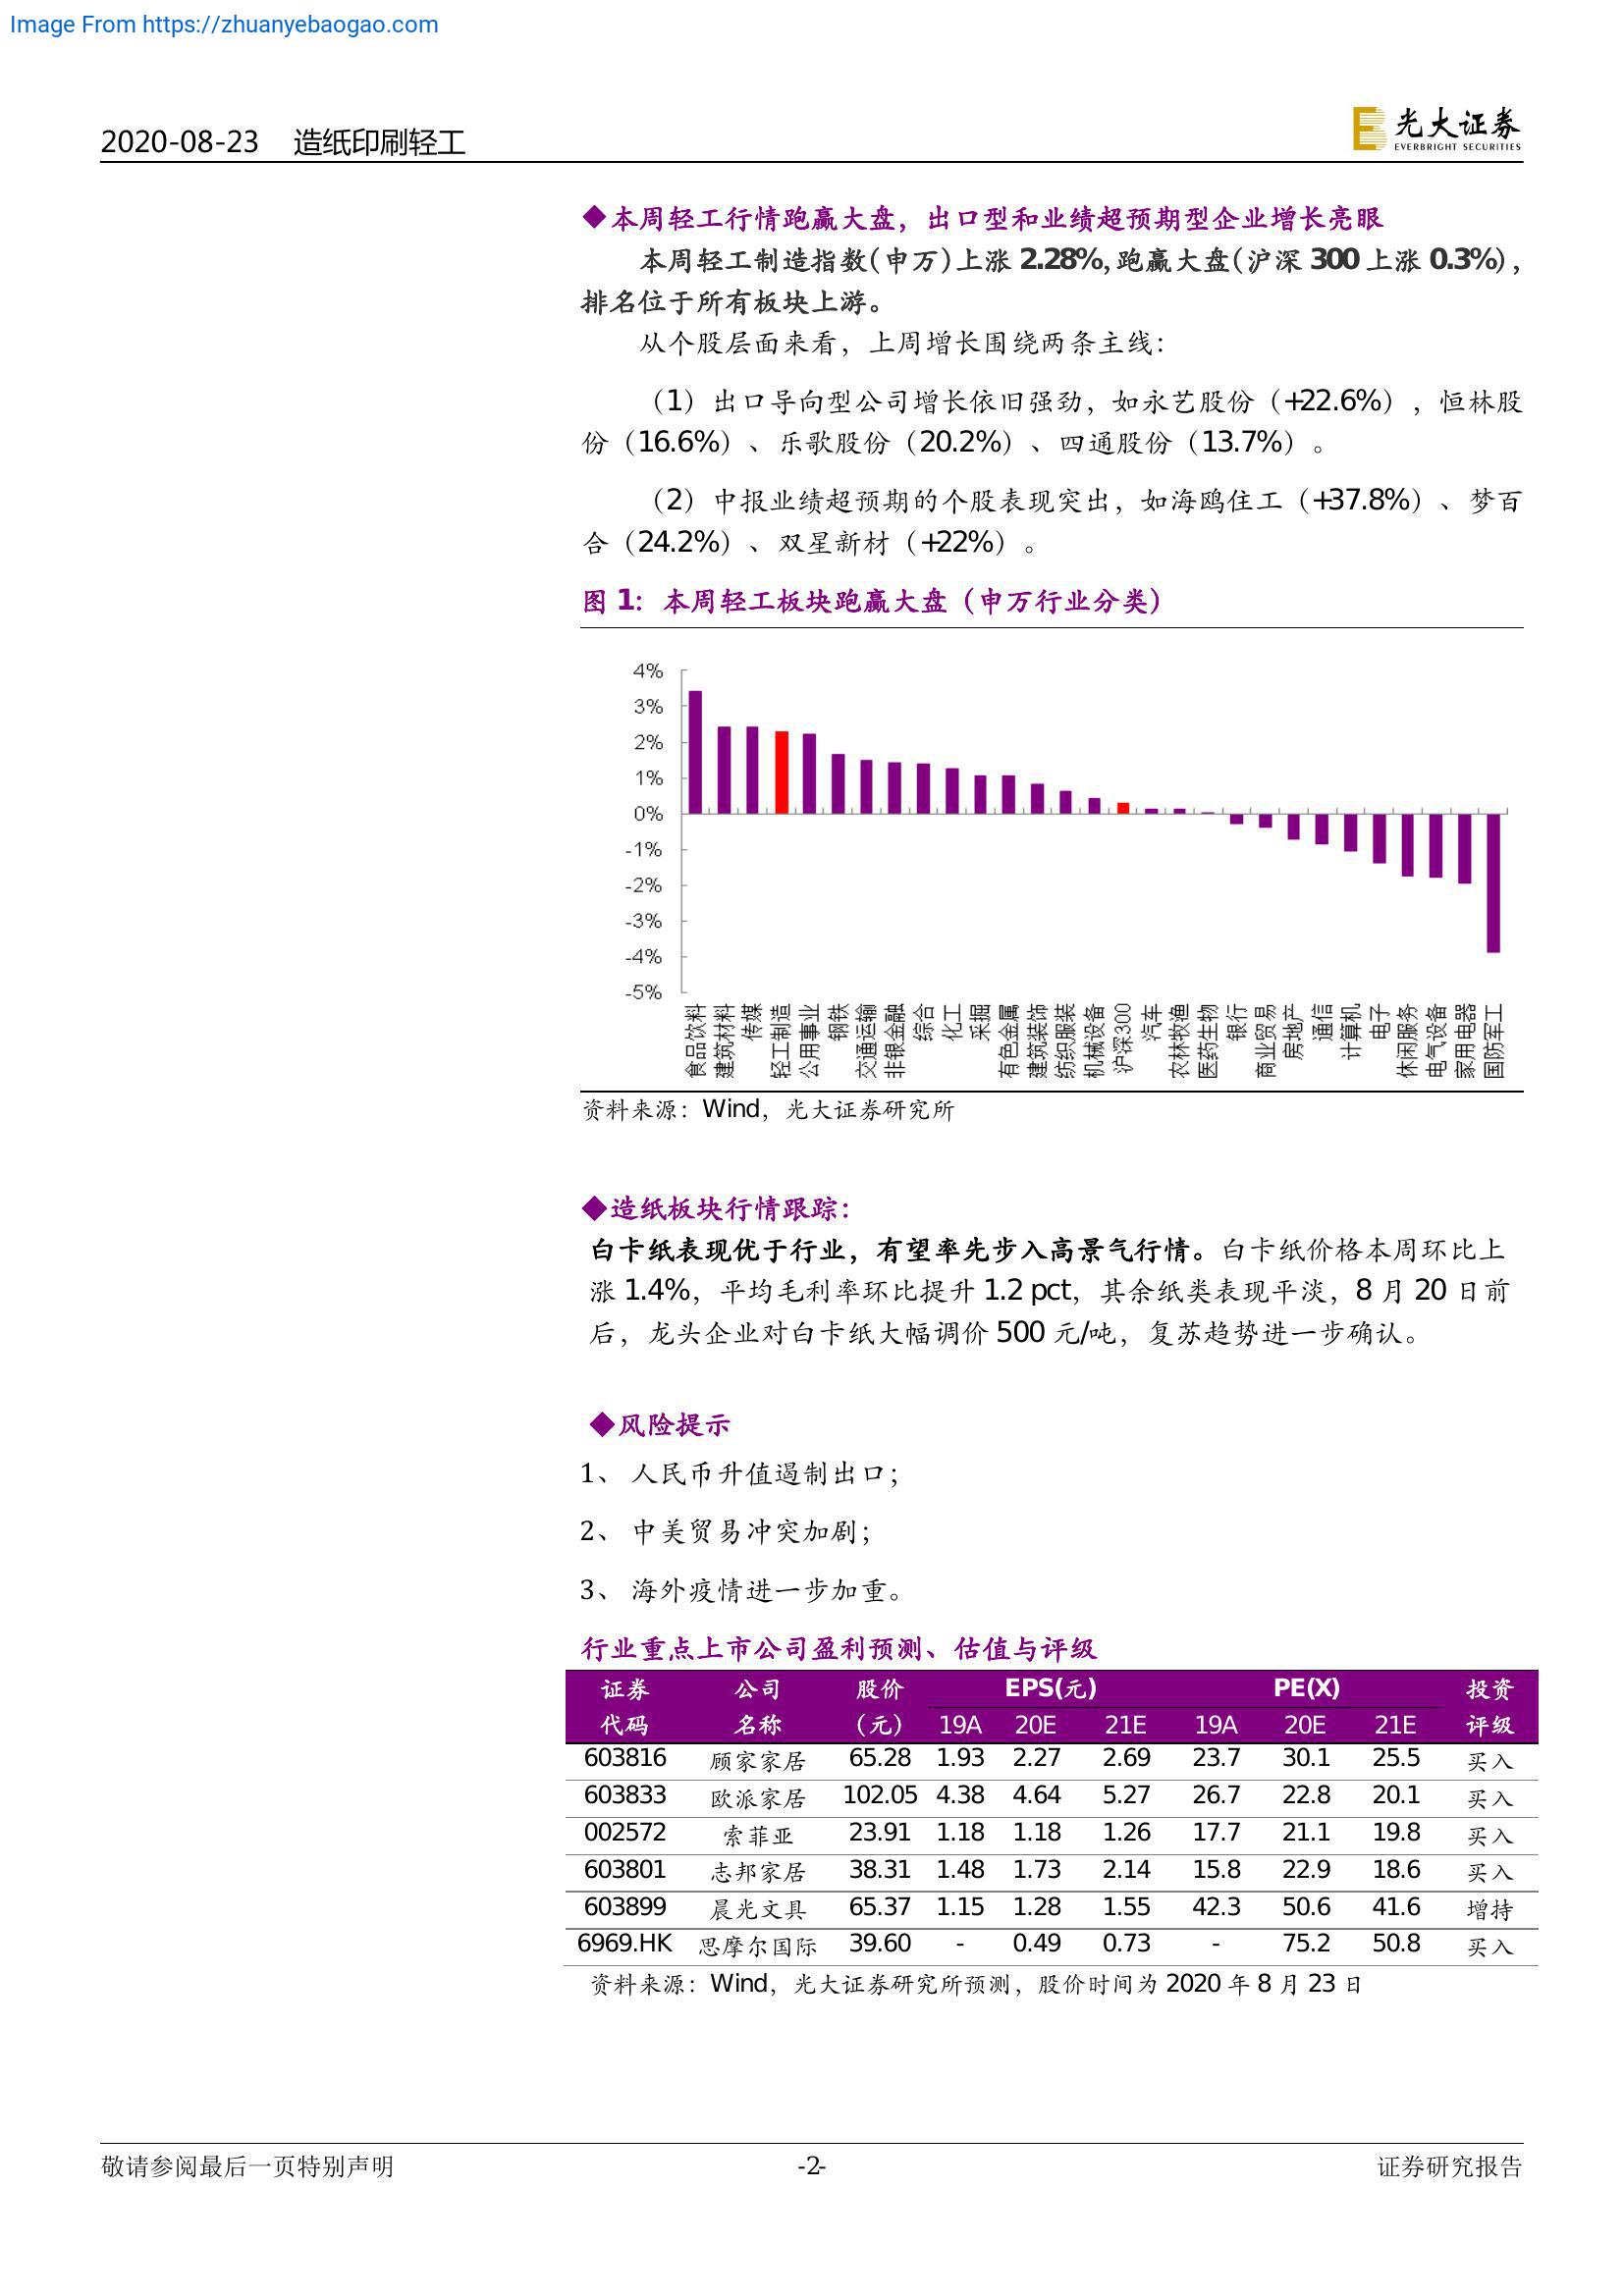 Image From https://zhuanyebaogao.com
2020-08-23 造纸印刷轻工
光大证券
EVERBRIGHT SECURITIES
◆本周轻工行情跑赢大盘，出口型和业绩超预期型企业增长亮眼
本周轻工制造指数(申万)上涨 2.28%,跑赢大盘(沪深 300 上涨 0.3%)，
排名位于所有板块上游。
从个股层面来看，上周增长围绕两条主线：
（1）出口导向型公司增长依旧强劲，如永艺股份（+22.6%），恒林股
份（16.6%）、乐歌股份（20.2%）、四通股份（13.7%）。
（2）中报业绩超预期的个股表现突出，如海鸥住工（+37.8%）、梦百
合（24.2%）、双星新材（+22%）。
图 1：本周轻工板块跑赢大盘（申万行业分类）
4%
3%
2%
1%
0%
-1%
-2%
-3%
-4%
-5%
食品饮料 建筑材料 传媒 轻工制造 公用事业 钢铁 交通运输 非银金融 综合 化工 采掘 有色金属 建筑装饰 纺织服装 机械设备 沪深300 汽车 农林牧渔 医药生物 银行 商业贸易 房地产 通信 计算机 电子 休闲服务 电气设备 家用电器 国防军工
资料来源：Wind，光大证券研究所
◆造纸板块行情跟踪：
白卡纸表现优于行业，有望率先步入高景气行情。白卡纸价格本周环比上
涨 1.4%，平均毛利率环比提升 1.2 pct，其余纸类表现平淡，8 月 20 日前
后，龙头企业对白卡纸大幅调价 500 元/吨，复苏趋势进一步确认。
◆风险提示
1、 人民币升值遏制出口；
2、 中美贸易冲突加剧；
3、 海外疫情进一步加重。
行业重点上市公司盈利预测、估值与评级
证券 公司 股价 EPS(元) PE(X) 投资
代码 名称 （元） 19A 20E 21E 19A 20E 21E 评级
603816 顾家家居 65.28 1.93 2.27 2.69 23.7 30.1 25.5 买入
603833 欧派家居 102.05 4.38 4.64 5.27 26.7 22.8 20.1 买入
002572 索菲亚 23.91 1.18 1.18 1.26 17.7 21.1 19.8 买入
603801 志邦家居 38.31 1.48 1.73 2.14 15.8 22.9 18.6 买入
603899 晨光文具 65.37 1.15 1.28 1.55 42.3 50.6 41.6 增持
6969.HK 思摩尔国际 39.60 - 0.49 0.73 - 75.2 50.8 买入
资料来源：Wind，光大证券研究所预测，股价时间为 2020 年 8 月 23 日
敬请参阅最后一页特别声明 -2- 证券研究报告